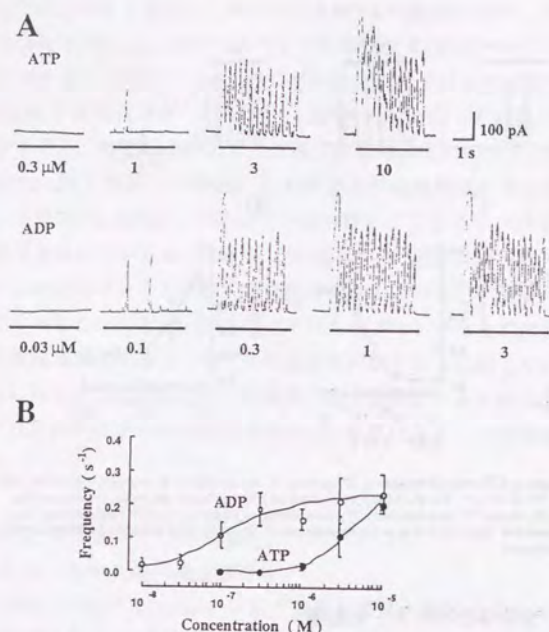 A
ATP
0.3 µM
1
3
10
100 pA
1 s
ADP
0.03 µM
0.1
0.3
1
3
B
Frequency ( s⁻¹ )
0.4
0.3
0.2
0.1
0.0
ADP
ATP
10⁻⁸
10⁻⁷
10⁻⁶
10⁻⁵
Concentration ( M )